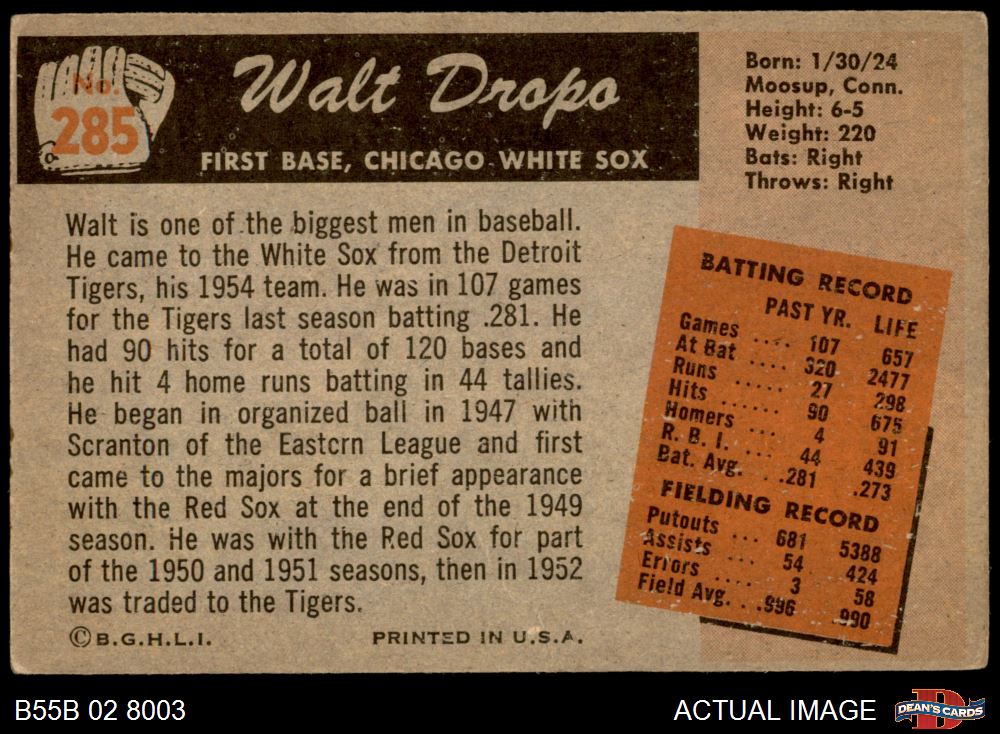 No.
285
Walt Dropo
FIRST BASE, CHICAGO WHITE SOX
Born: 1/30/24
Moosup, Conn.
Height: 6-5
Weight: 220
Bats: Right
Throws: Right
Walt is one of the biggest men in baseball.
He came to the White Sox from the Detroit
Tigers, his 1954 team. He was in 107 games
for the Tigers last season batting .281. He
had 90 hits for a total of 120 bases and
he hit 4 home runs batting in 44 tallies.
He began in organized ball in 1947 with
Scranton of the Eastcrn League and first
came to the majors for a brief appearance
with the Red Sox at the end of the 1949
season. He was with the Red Sox for part
of the 1950 and 1951 seasons, then in 1952
was traded to the Tigers.
©B.G.H.L.I. PRINTED IN U.S.A.
BATTING RECORD
PAST YR. LIFE
Games .... 107 657
At Bat .... 320 2477
Runs ..... 27 298
Hits ...... 90 675
Homers ... 4 91
R. B. I. ... 44 439
Bat. Avg. .281 .273
FIELDING RECORD
Putouts ... 681 5388
Assists ... 54 424
Errors .... 3 58
Field Avg. . .996 .990
B55B 02 8003
ACTUAL IMAGE
D
DEAN'S CARDS